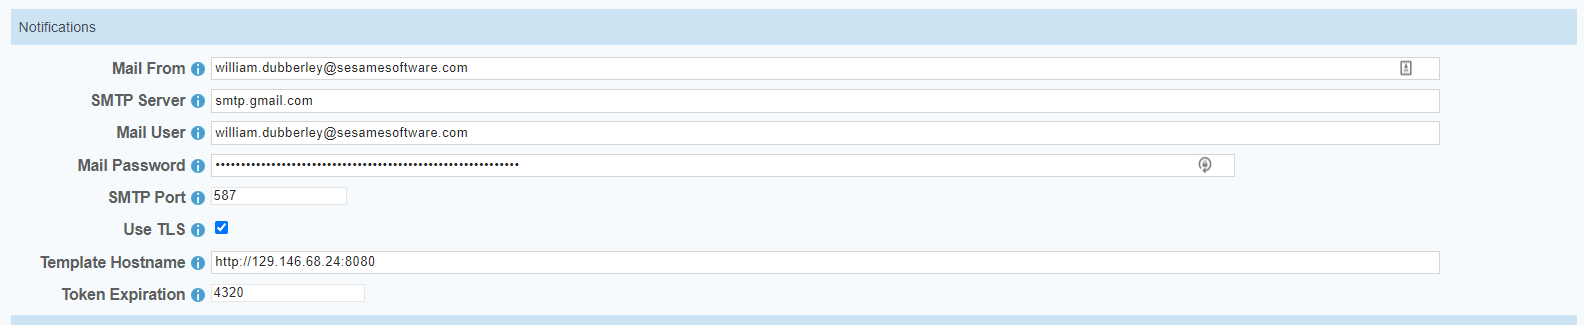 Notifications
Mail From william.dubberley@sesamesoftware.com
SMTP Server smtp.gmail.com
Mail User william.dubberley@sesamesoftware.com
Mail Password ••••••••••••••••••••••••••••••••••••••••••••••••••••••••••••
SMTP Port 587
Use TLS
Template Hostname http://129.146.68.24:8080
Token Expiration 4320